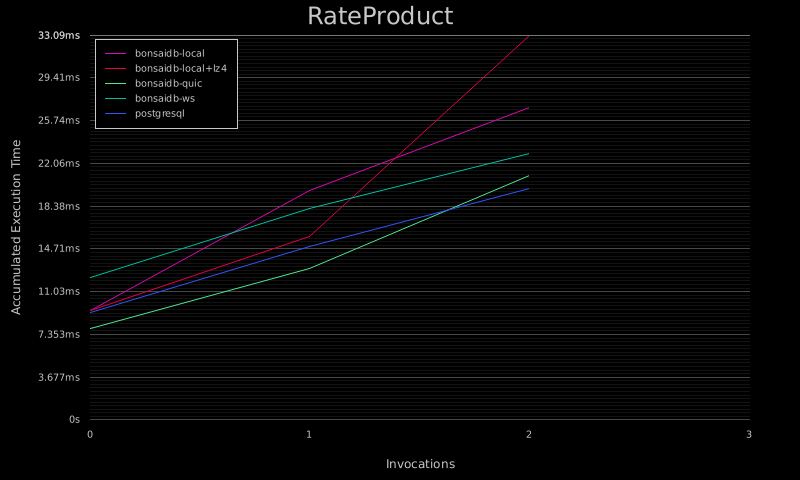 RateProduct
33.09ms
29.41ms
25.74ms
22.06ms
18.38ms
14.71ms
11.03ms
7.353ms
3.677ms
0s
bonsaidb-local
bonsaidb-local+lz4
bonsaidb-quic
bonsaidb-ws
postgresql
Accumulated Execution Time
0 1 2 3
Invocations